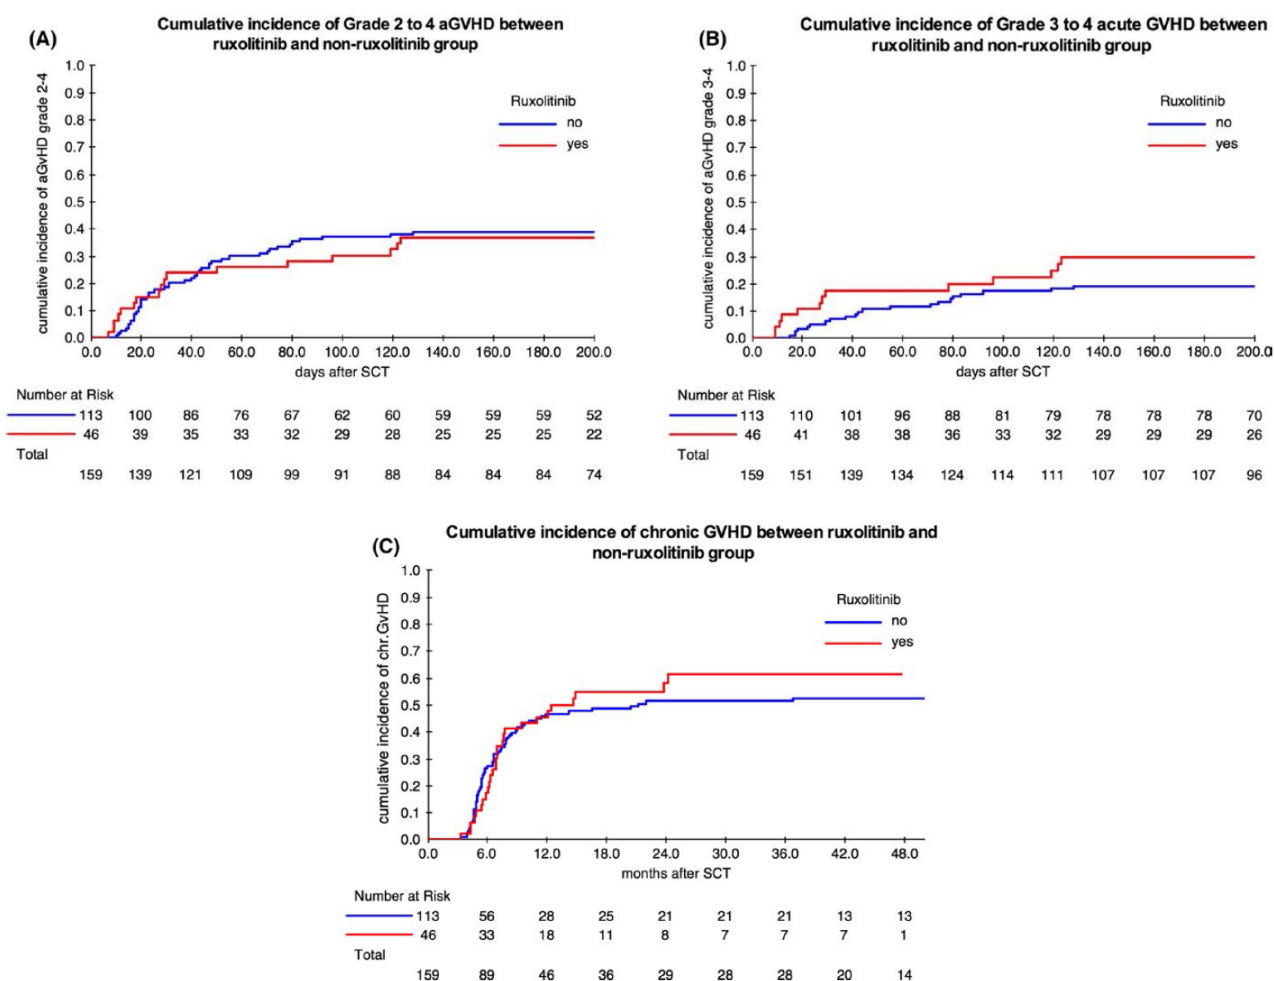 (A)
Cumulative incidence of Grade 2 to 4 aGVHD between
ruxolitinib and non-ruxolitinib group
cumulative incidence of aGvHD grade 2-4
1.0
0.9
0.8
0.7
0.6
0.5
0.4
0.3
0.2
0.1
0.0
Ruxolitinib
no
yes
0.0 20.0 40.0 60.0 80.0 100.0 120.0 140.0 160.0 180.0 200.0
days after SCT
Number at Risk
113 100 86 76 67 62 60 59 59 59 52
46 39 35 33 32 29 28 25 25 25 22
Total
159 139 121 109 99 91 88 84 84 84 74
(B)
Cumulative incidence of Grade 3 to 4 acute GVHD between
ruxolitinib and non-ruxolitinib group
cumulative incidence of aGvHD grade 3-4
1.0
0.9
0.8
0.7
0.6
0.5
0.4
0.3
0.2
0.1
0.0
Ruxolitinib
no
yes
0.0 20.0 40.0 60.0 80.0 100.0 120.0 140.0 160.0 180.0 200.0
days after SCT
Number at Risk
113 110 101 96 88 81 79 78 78 78 70
46 41 38 38 36 33 32 29 29 29 26
Total
159 151 139 134 124 114 111 107 107 107 96
(C)
Cumulative incidence of chronic GVHD between ruxolitinib and
non-ruxolitinib group
cumulative incidence of chr.GvHD
1.0
0.9
0.8
0.7
0.6
0.5
0.4
0.3
0.2
0.1
0.0
Ruxolitinib
no
yes
0.0 6.0 12.0 18.0 24.0 30.0 36.0 42.0 48.0
months after SCT
Number at Risk
113 56 28 25 21 21 21 13 13
46 33 18 11 8 7 7 7 1
Total
159 89 46 36 29 28 28 20 14